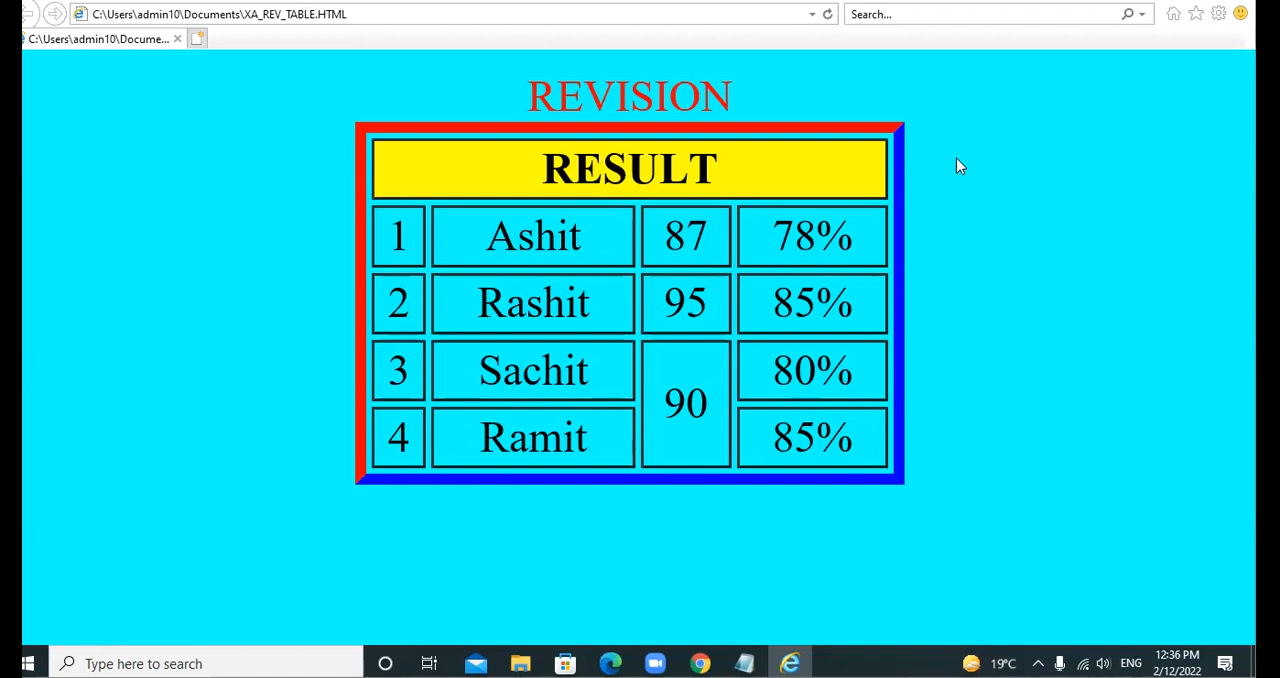 C:\Users\admin10\Documents\XA_REV_TABLE.HTML
Search...
C:\Users\admin10\Docume...
REVISION
RESULT
1 Ashit 87 78%
2 Rashit 95 85%
3 Sachit 90 80%
4 Ramit 85%
Type here to search
19°C
ENG
12:36 PM
2/12/2022